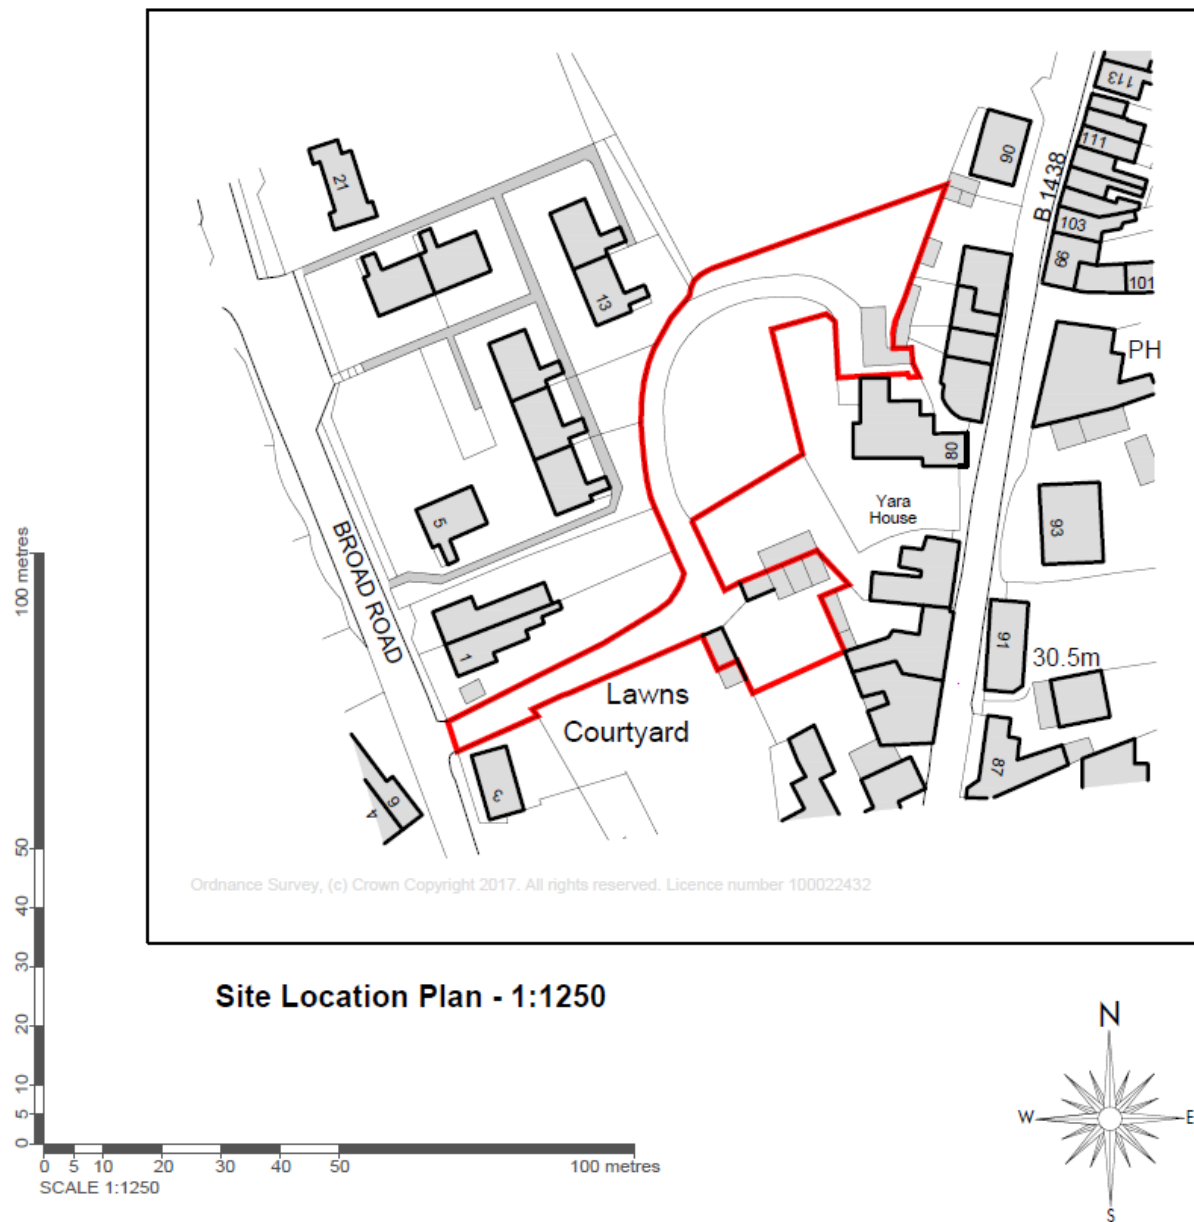 113
111
90
B 1438
21
103
99
101
13
PH
80
Yara
House
5
93
BROAD ROAD
1
91
30.5m
Lawns
Courtyard
87
3
6
4
Ordnance Survey, (c) Crown Copyright 2017. All rights reserved. Licence number 100022432
Site Location Plan - 1:1250
100 metres
50
40
30
20
10
5
0
0 5 10 20 30 40 50 100 metres
SCALE 1:1250
N
W E
S